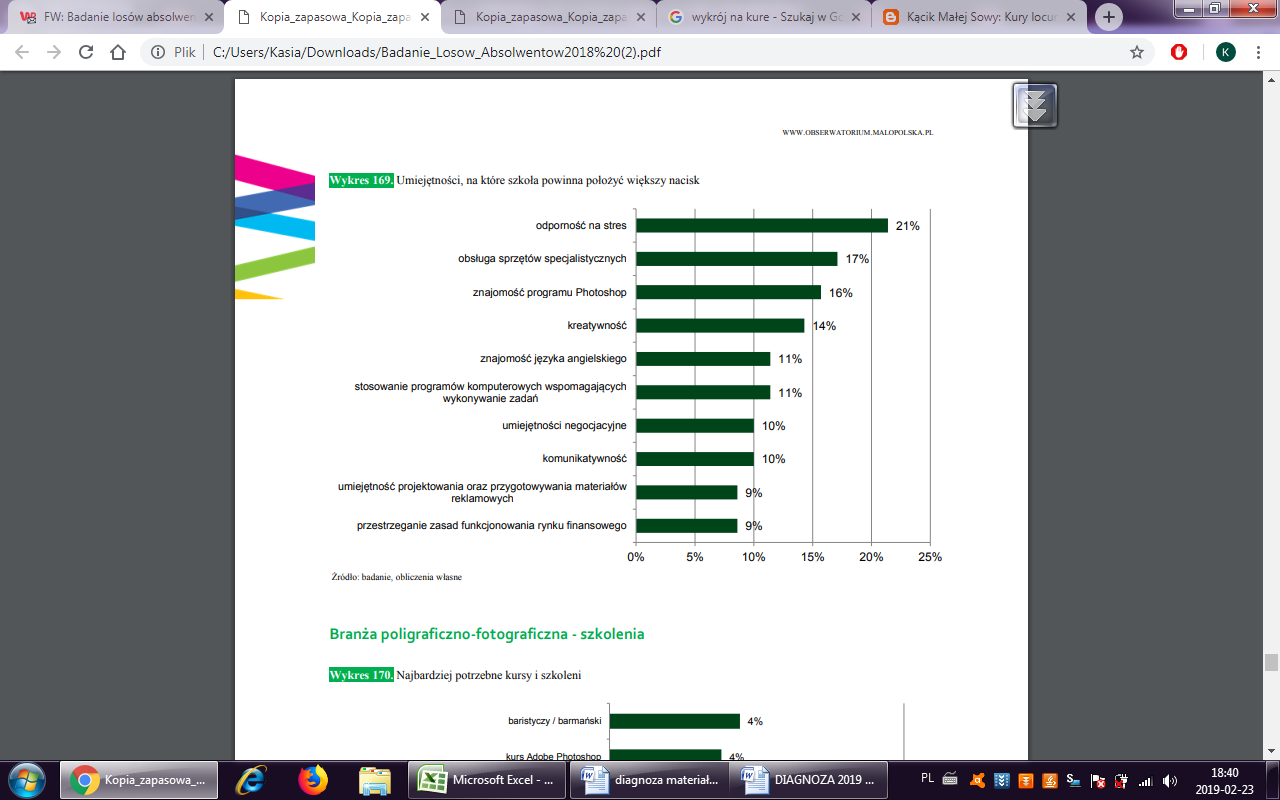 FW: Badanie losów absolwen
Kopia_zapasowa_Kopia_zapa
Kopia_zapasowa_Kopia_zapa
wykrój na kure - Szukaj w Go
Kącik Małej Sowy: Kury łocur
Plik
C:/Users/Kasia/Downloads/Badanie_Losow_Absolwentow2018%20(2).pdf
K
WWW.OBSERWATORIUM.MALOPOLSKA.PL
Wykres 169. Umiejętności, na które szkoła powinna położyć większy nacisk
odporność na stres 21%
obsługa sprzętów specjalistycznych 17%
znajomość programu Photoshop 16%
kreatywność 14%
znajomość języka angielskiego 11%
stosowanie programów komputerowych wspomagających
wykonywanie zadań 11%
umiejętności negocjacyjne 10%
komunikatywność 10%
umiejętność projektowania oraz przygotowywania materiałów
reklamowych 9%
przestrzeganie zasad funkcjonowania rynku finansowego 9%
0% 5% 10% 15% 20% 25%
Źródło: badanie, obliczenia własne
Branża poligraficzno-fotograficzna - szkolenia
Wykres 170. Najbardziej potrzebne kursy i szkoleni
baristyczy / barmański 4%
kurs Adobe Photoshop 4%
Kopia_zapasowa_...
Microsoft Excel - ...
diagnoza materiał...
DIAGNOZA 2019 ...
PL
18:40
2019-02-23